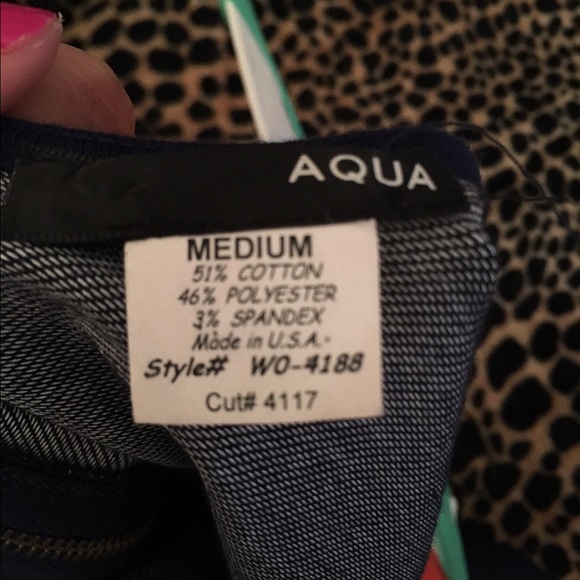 AQUA
MEDIUM
51% COTTON
46% POLYESTER
3% SPANDEX
Made in U.S.A.-
Style# WO-4188
Cut# 4117